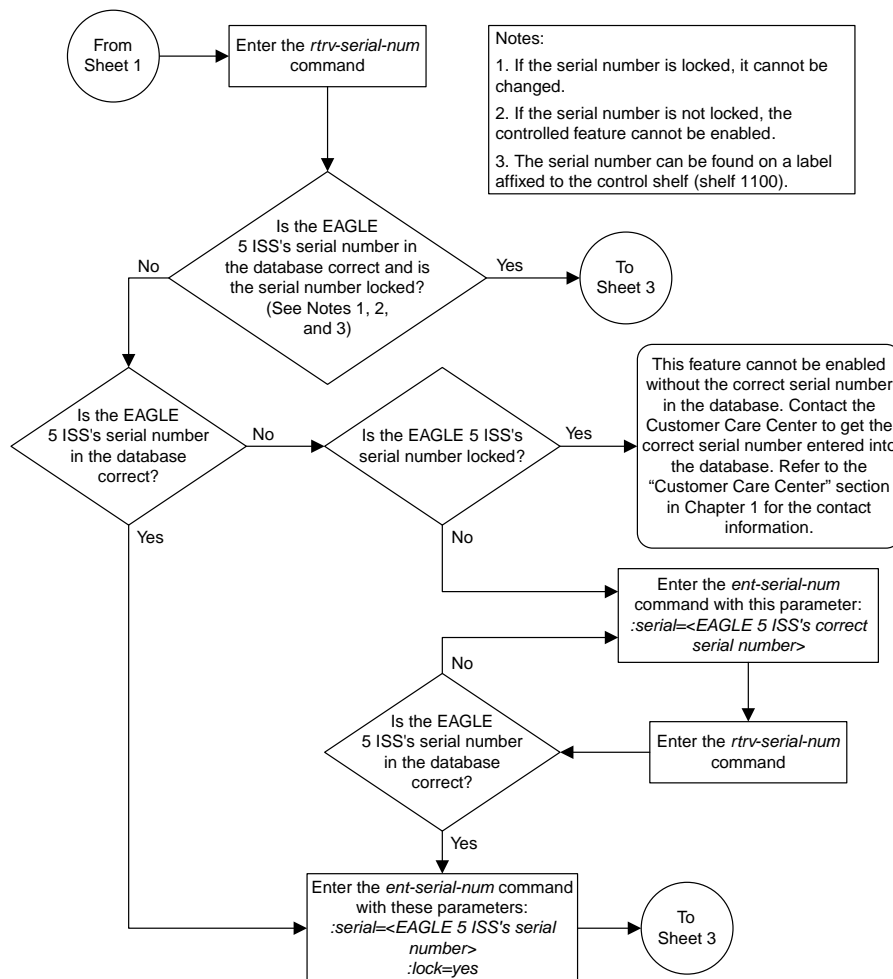 From
Sheet 1
Enter the rtrv-serial-num
command
Notes:
1. If the serial number is locked, it cannot be
changed.
2. If the serial number is not locked, the
controlled feature cannot be enabled.
3. The serial number can be found on a label
affixed to the control shelf (shelf 1100).
Is the EAGLE
5 ISS's serial number in
the database correct and is
the serial number locked?
(See Notes 1, 2,
and 3)
No
Yes
To
Sheet 3
Is the EAGLE
5 ISS's serial number
in the database
correct?
No
Yes
Is the EAGLE 5 ISS's
serial number locked?
Yes
No
This feature cannot be enabled
without the correct serial number
in the database. Contact the
Customer Care Center to get the
correct serial number entered into
the database. Refer to the
“Customer Care Center” section
in Chapter 1 for the contact
information.
Enter the ent-serial-num
command with this parameter:
:serial=<EAGLE 5 ISS's correct
serial number>
Enter the rtrv-serial-num
command
No
Is the EAGLE
5 ISS's serial number
in the database
correct?
Yes
Enter the ent-serial-num command
with these parameters:
:serial=<EAGLE 5 ISS's serial
number>
:lock=yes
To
Sheet 3